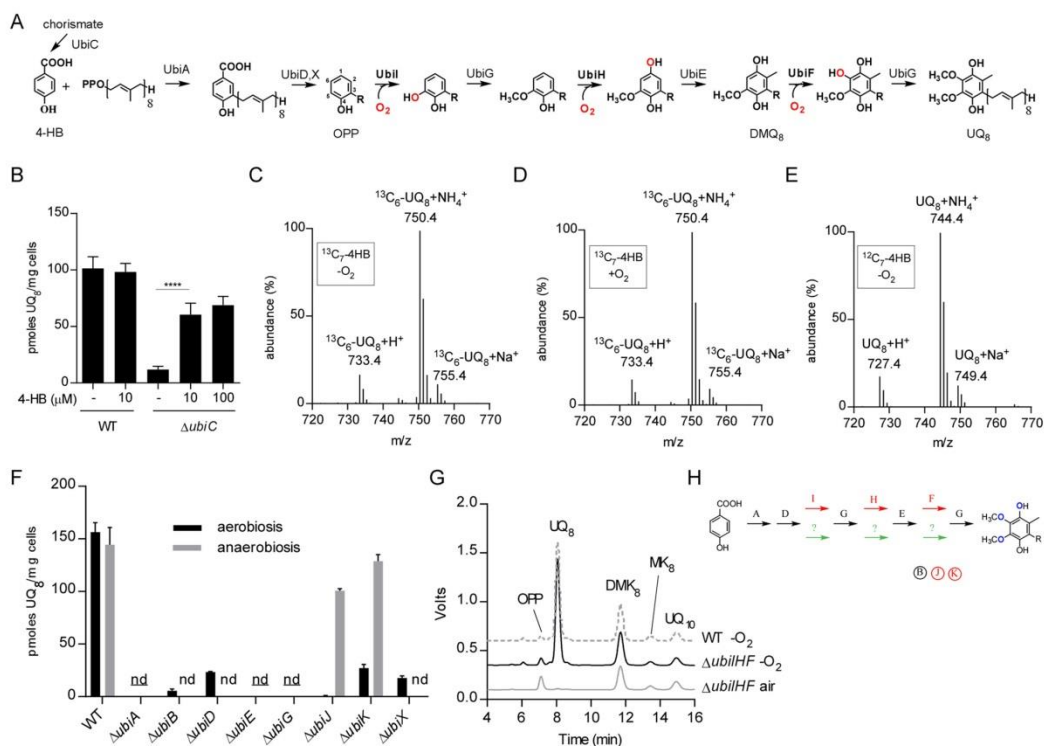 A
chorismate
UbiC
COOH
OH
4-HB
+
PPO
H
8
UbiA
COOH
OH
H
8
UbiD,X
1
2
3
4
5
6
R
OH
OPP
UbiI
O2
HO
OH
R
UbiG
H3CO
OH
R
UbiH
O2
OH
H3CO
OH
R
UbiE
OH
H3CO
OH
R
DMQ8
UbiF
O2
OH
HO
H3CO
OH
R
UbiG
OH
H3CO
H3CO
OH
H
8
UQ8
B
pmoles UQ8/mg cells
150
100
50
0
****
4-HB (μM)
-
10
-
10
100
WT
ΔubiC
C
13C6-UQ8+NH4+
750.4
13C7-4HB
-O2
13C6-UQ8+H+
733.4
13C6-UQ8+Na+
755.4
abundance (%)
100
50
0
720 730 740 750 760 770
m/z
D
13C6-UQ8+NH4+
750.4
13C7-4HB
+O2
13C6-UQ8+H+
733.4
13C6-UQ8+Na+
755.4
abundance (%)
100
50
0
720 730 740 750 760 770
m/z
E
UQ8+NH4+
744.4
12C7-4HB
-O2
UQ8+H+
727.4
UQ8+Na+
749.4
abundance (%)
100
50
0
720 730 740 750 760 770
m/z
F
pmoles UQ8/mg cells
200
150
100
50
0
aerobiosis
anaerobiosis
nd
nd
nd
nd
nd
nd
WT
ΔubiA
ΔubiB
ΔubiD
ΔubiE
ΔubiG
ΔubiJ
ΔubiK
ΔubiX
G
Volts
2.0
1.5
1.0
0.5
0.0
UQ8
OPP
DMK8
MK8
UQ10
WT -O2
ΔubiIHF -O2
ΔubiIHF air
4 6 8 10 12 14 16
Time (min)
H
COOH
OH
A
D
I
?
G
H
?
E
F
?
G
OH
H3CO
H3CO
OH
R
B
J
K